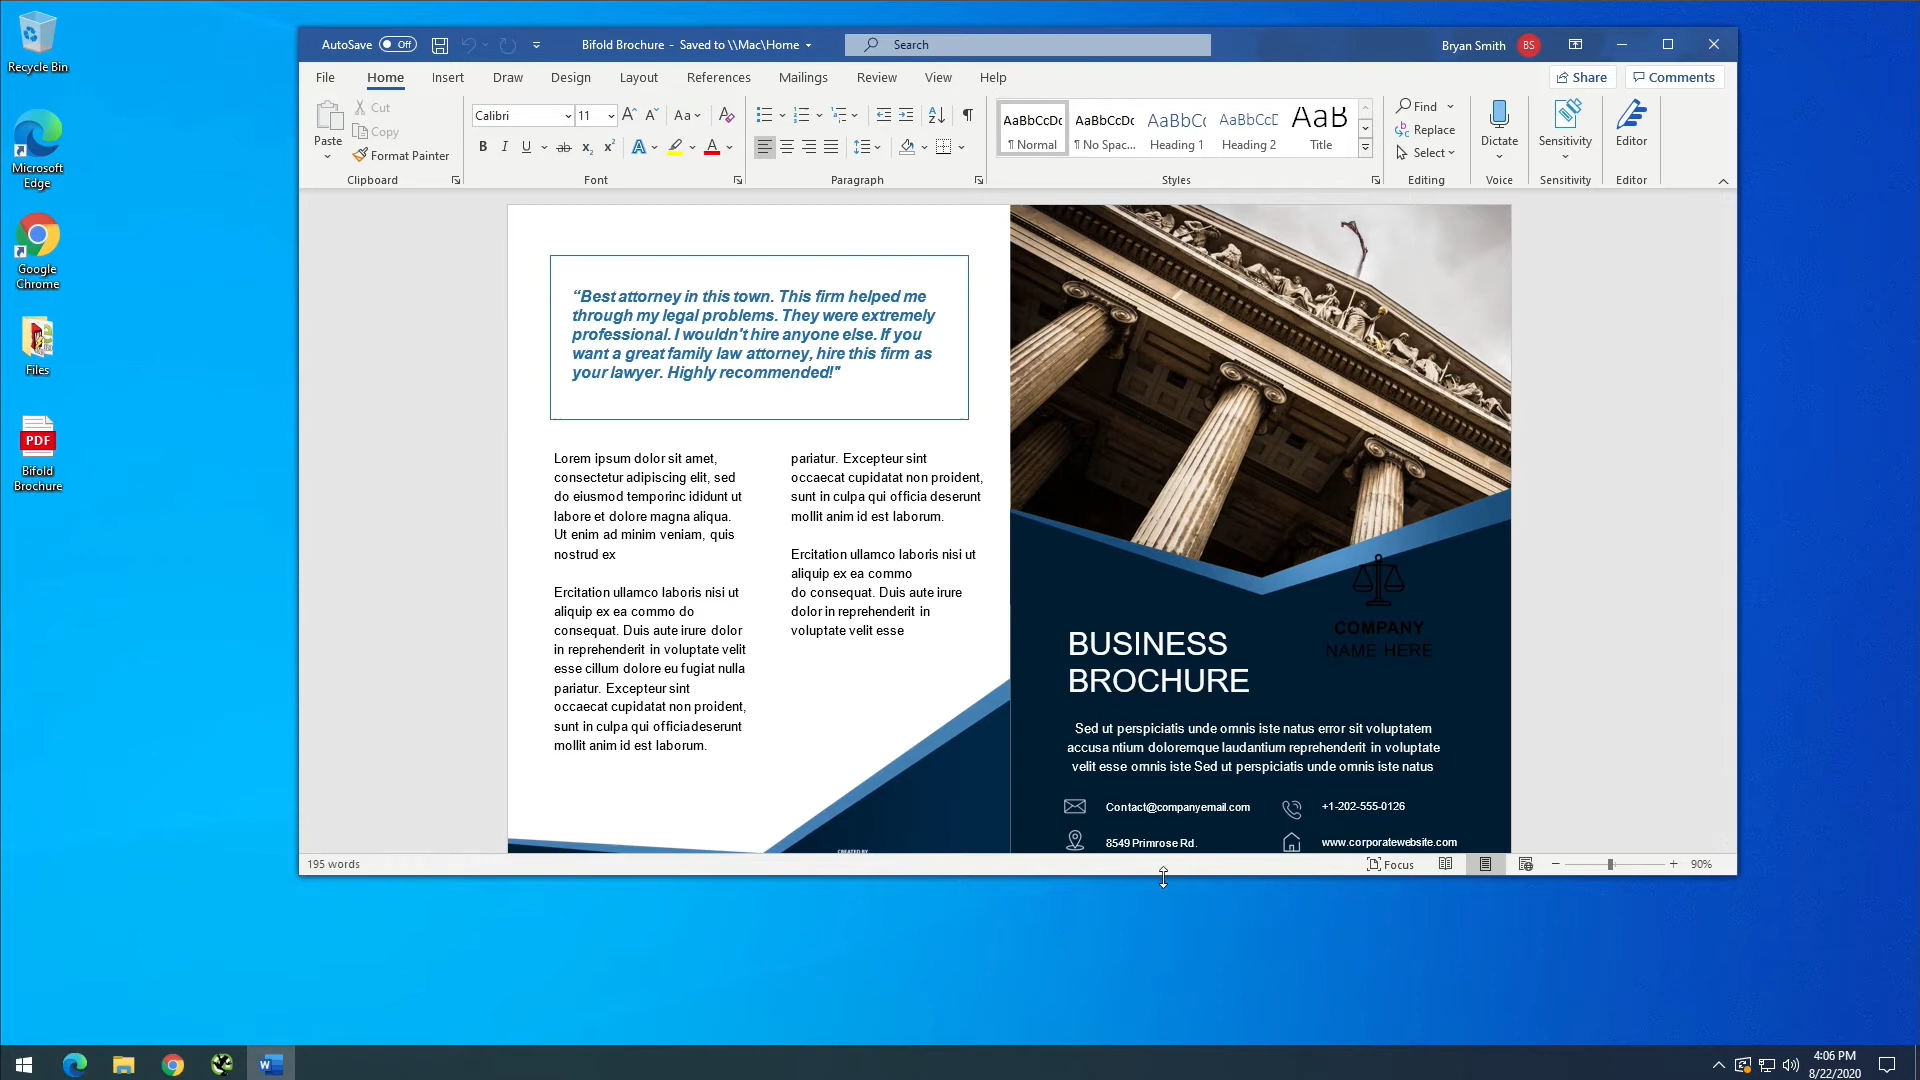 Recycle Bin
Microsoft
Edge
Google
Chrome
Files
PDF
Bifold
Brochure
AutoSave Off
Bifold Brochure - Saved to \\Mac\Home
Search
Bryan Smith BS
File Home Insert Draw Design Layout References Mailings Review View Help
Share Comments
Paste
Cut
Copy
Format Painter
Clipboard
Calibri 11
Font
Paragraph
AaBbCcDc AaBbCcDc AaBbCc AaBbCcD AaB
¶ Normal ¶ No Spac... Heading 1 Heading 2 Title
Styles
Find
Replace
Select
Editing
Dictate
Voice
Sensitivity
Sensitivity
Editor
Editor
“Best attorney in this town. This firm helped me
through my legal problems. They were extremely
professional. I wouldn't hire anyone else. If you
want a great family law attorney, hire this firm as
your lawyer. Highly recommended!"
Lorem ipsum dolor sit amet,
consectetur adipiscing elit, sed
do eiusmod temporinc ididunt ut
labore et dolore magna aliqua.
Ut enim ad minim veniam, quis
nostrud ex
Ercitation ullamco laboris nisi ut
aliquip ex ea commo do
consequat. Duis aute irure dolor
in reprehenderit in voluptate velit
esse cillum dolore eu fugiat nulla
pariatur. Excepteur sint
occaecat cupidatat non proident,
sunt in culpa qui officiadeserunt
mollit anim id est laborum.
pariatur. Excepteur sint
occaecat cupidatat non proident,
sunt in culpa qui officia deserunt
mollit anim id est laborum.
Ercitation ullamco laboris nisi ut
aliquip ex ea commo
do consequat. Duis aute irure
dolor in reprehenderit in
voluptate velit esse
CREATED BY
COMPANY
NAME HERE
BUSINESS
BROCHURE
Sed ut perspiciatis unde omnis iste natus error sit voluptatem
accusa ntium doloremque laudantium reprehenderit in voluptate
velit esse omnis iste Sed ut perspiciatis unde omnis iste natus
Contact@companyemail.com
+1-202-555-0126
8549 Primrose Rd.
www.corporatewebsite.com
195 words
Focus
90%
4:06 PM
8/22/2020